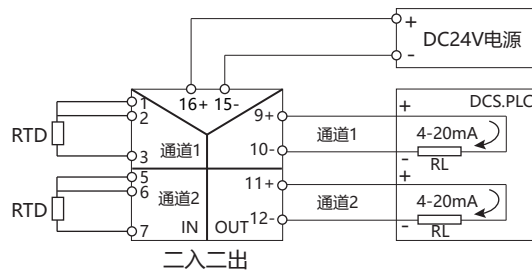 +
DC24V电源
-
16+ 15-
DCS.PLC
1
2
RTD
通道1
3
9+
通道1
10-
+
4-20mA
-
RL
5
6
RTD
通道2
7
IN
OUT
11+
通道2
12-
+
4-20mA
-
RL
二入二出